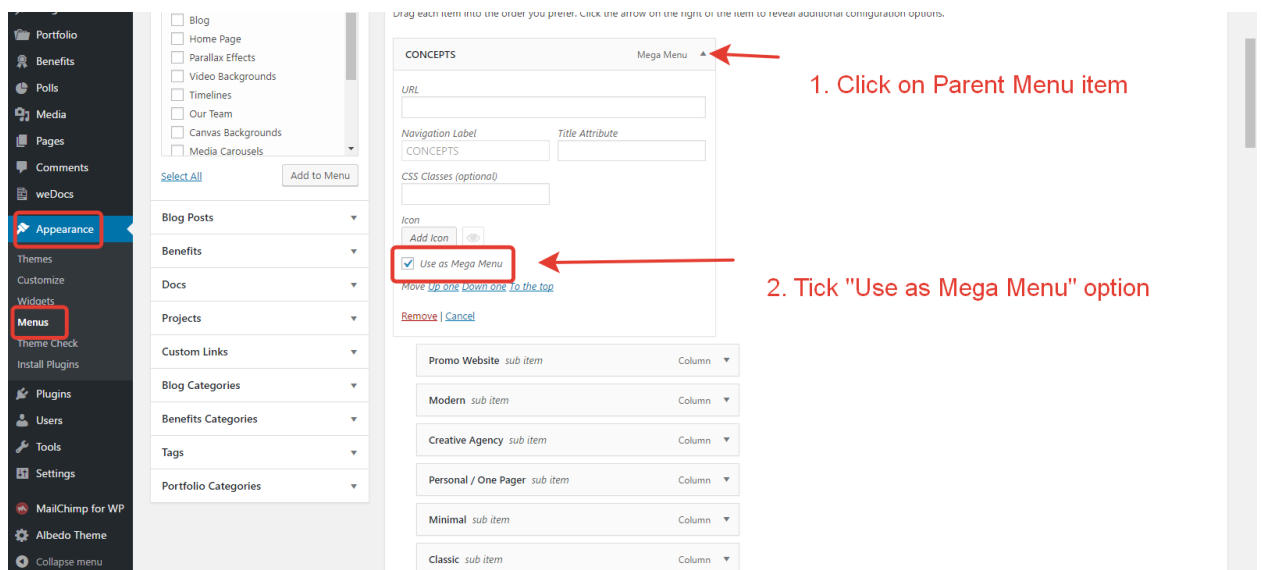 Portfolio
Benefits
Polls
Media
Pages
Comments
weDocs
Appearance
Themes
Customize
Widgets
Menus
Theme Check
Install Plugins
Plugins
Users
Tools
Settings
MailChimp for WP
Albedo Theme
Collapse menu
Blog
Home Page
Parallax Effects
Video Backgrounds
Timelines
Our Team
Canvas Backgrounds
Media Carousels
Select All Add to Menu
Blog Posts
Benefits
Docs
Projects
Custom Links
Blog Categories
Benefits Categories
Tags
Portfolio Categories
Drag each item into the order you prefer. Click the arrow on the right of the item to reveal additional configuration options.
CONCEPTS Mega Menu
URL
Navigation Label Title Attribute
CONCEPTS
CSS Classes (optional)
Icon
Add Icon
Use as Mega Menu
Move Up one Down one To the top
Remove | Cancel
Promo Website sub item Column
Modern sub item Column
Creative Agency sub item Column
Personal / One Pager sub item Column
Minimal sub item Column
Classic sub item Column
1. Click on Parent Menu item
2. Tick "Use as Mega Menu" option